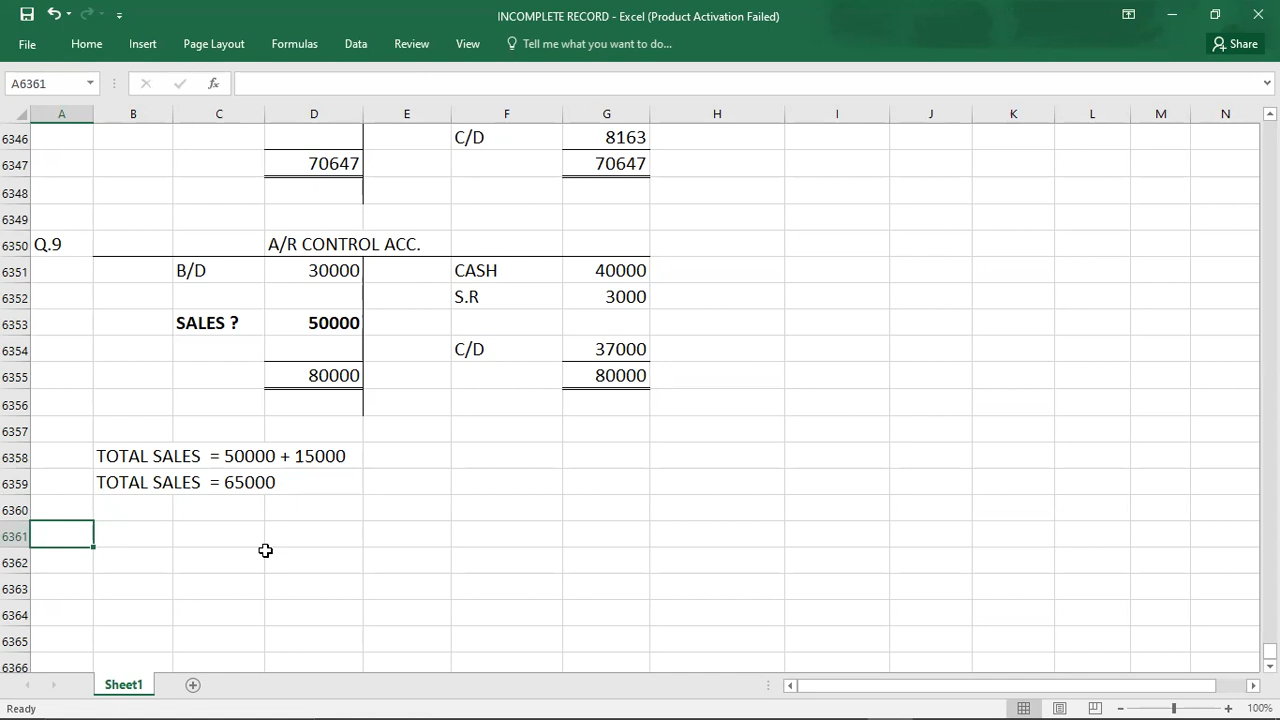 INCOMPLETE RECORD - Excel (Product Activation Failed)
File Home Insert Page Layout Formulas Data Review View Tell me what you want to do... Share
A6361 fx
A B C D E F G H I J K L M N
6346 C/D 8163
6347 70647 70647
6348
6349
6350 Q.9 A/R CONTROL ACC.
6351 B/D 30000 CASH 40000
6352 S.R 3000
6353 SALES ? 50000
6354 C/D 37000
6355 80000 80000
6356
6357
6358 TOTAL SALES = 50000 + 15000
6359 TOTAL SALES = 65000
6360
6361
6362
6363
6364
6365
6366
Sheet1
Ready 100%